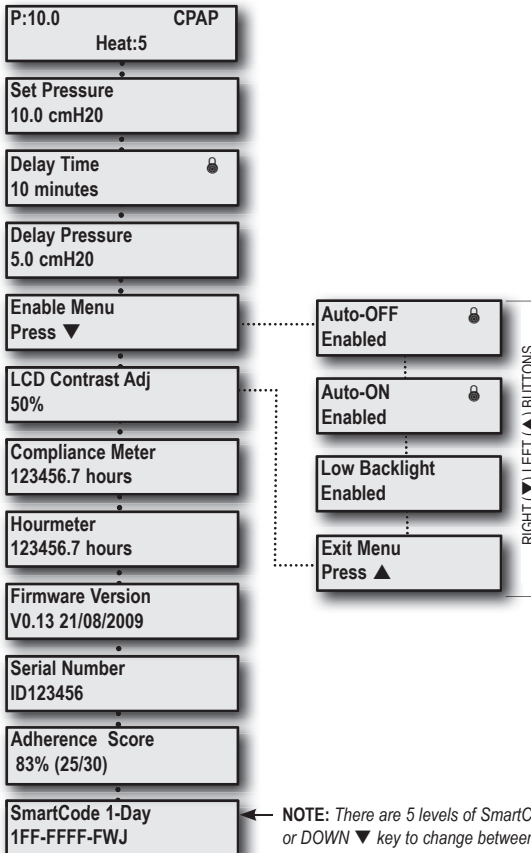 P:10.0 CPAP
Heat:5
Set Pressure
10.0 cmH20
Delay Time
10 minutes
Delay Pressure
5.0 cmH20
Enable Menu
Press ▼
LCD Contrast Adj
50%
Compliance Meter
123456.7 hours
Hourmeter
123456.7 hours
Firmware Version
V0.13 21/08/2009
Serial Number
ID123456
Adherence Score
83% (25/30)
SmartCode 1-Day
1FF-FFFF-FWJ
Auto-OFF
Enabled
Auto-ON
Enabled
Low Backlight
Enabled
Exit Menu
Press ▲
RIGHT (▶) LEFT (◀) BUTTONS
NOTE: There are 5 levels of SmartC
or DOWN ▼ key to change between